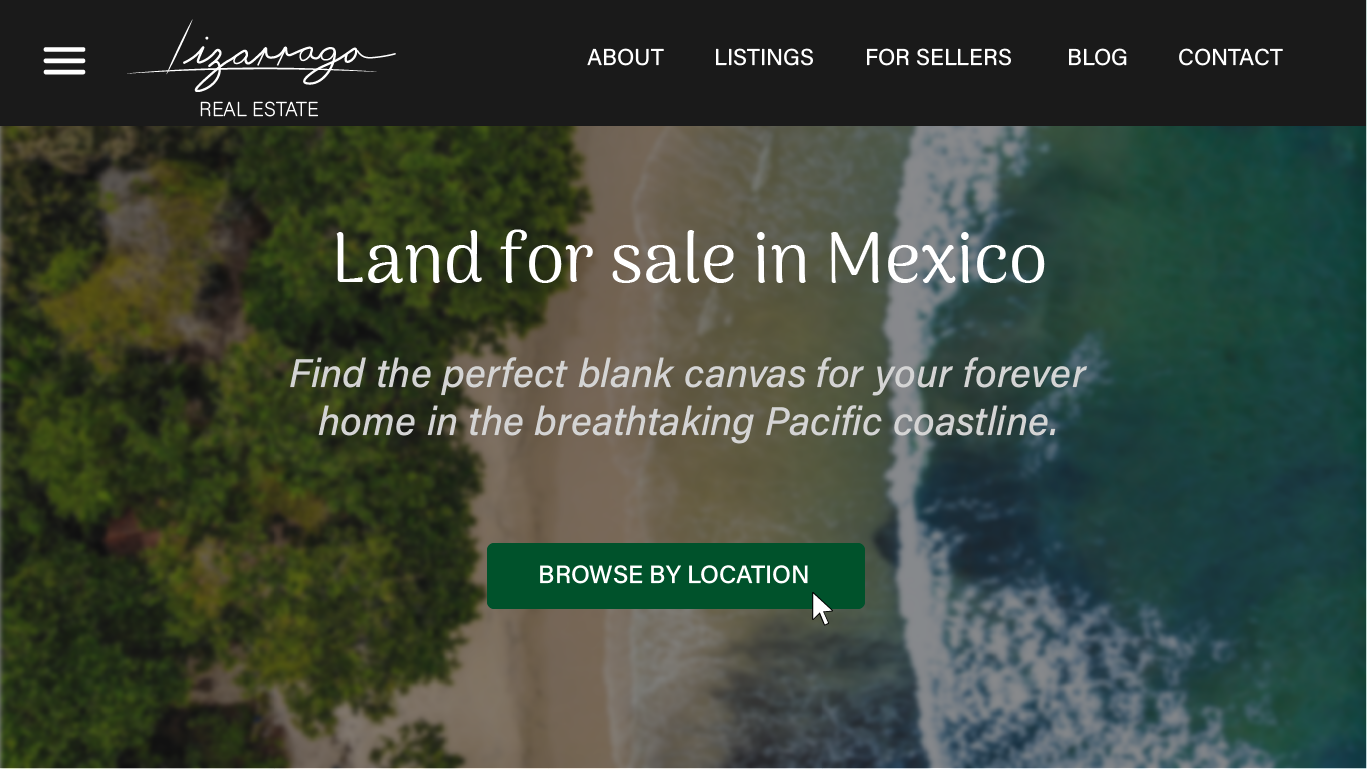 Lizarraga
REAL ESTATE
ABOUT LISTINGS FOR SELLERS BLOG CONTACT
Land for sale in Mexico
Find the perfect blank canvas for your forever
home in the breathtaking Pacific coastline.
BROWSE BY LOCATION